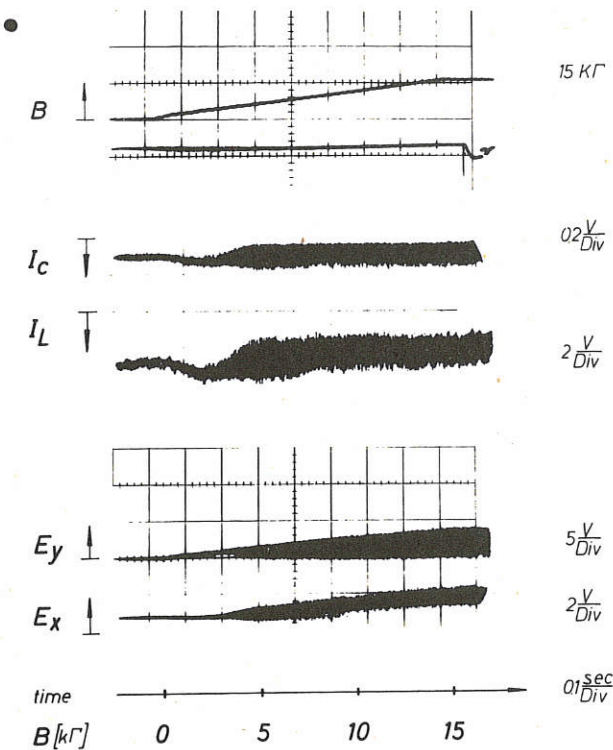 15 KΓ
B
I_C
0.2 V/Div
I_L
2 V/Div
E_y
5 V/Div
E_x
2 V/Div
time
0.1 sec/Div
B [kΓ] 0 5 10 15